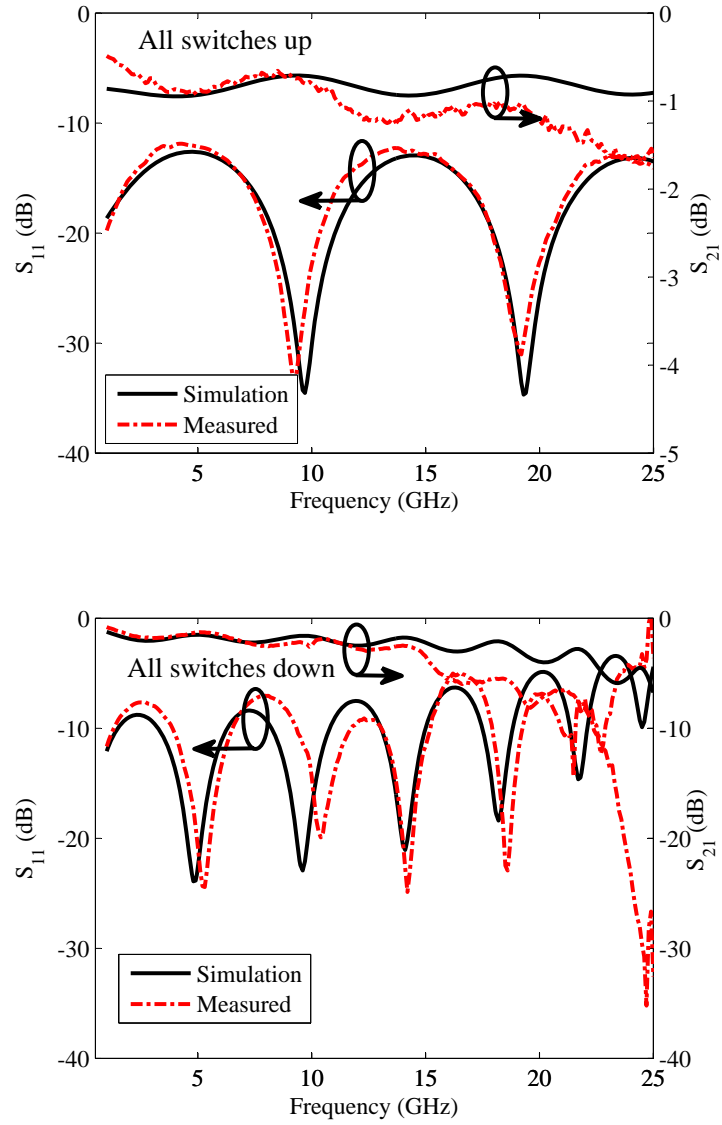 All switches up
0
-10
-20
-30
-40
S11 (dB)
0
-1
-2
-3
-4
-5
S21 (dB)
Simulation
Measured
5 10 15 20 25
Frequency (GHz)
All switches down
0
-10
-20
-30
-40
S11 (dB)
0
-10
-20
-30
-40
S21 (dB)
Simulation
Measured
5 10 15 20 25
Frequency (GHz)